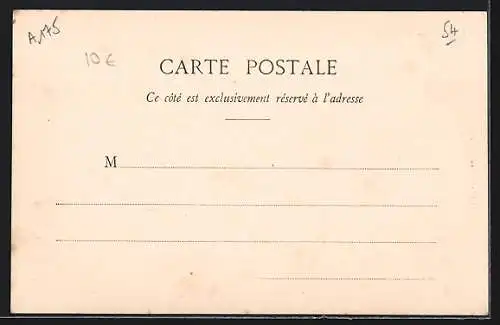 A175
54
10 €
CARTE POSTALE
Ce côté est exclusivement réservé à l'adresse
M